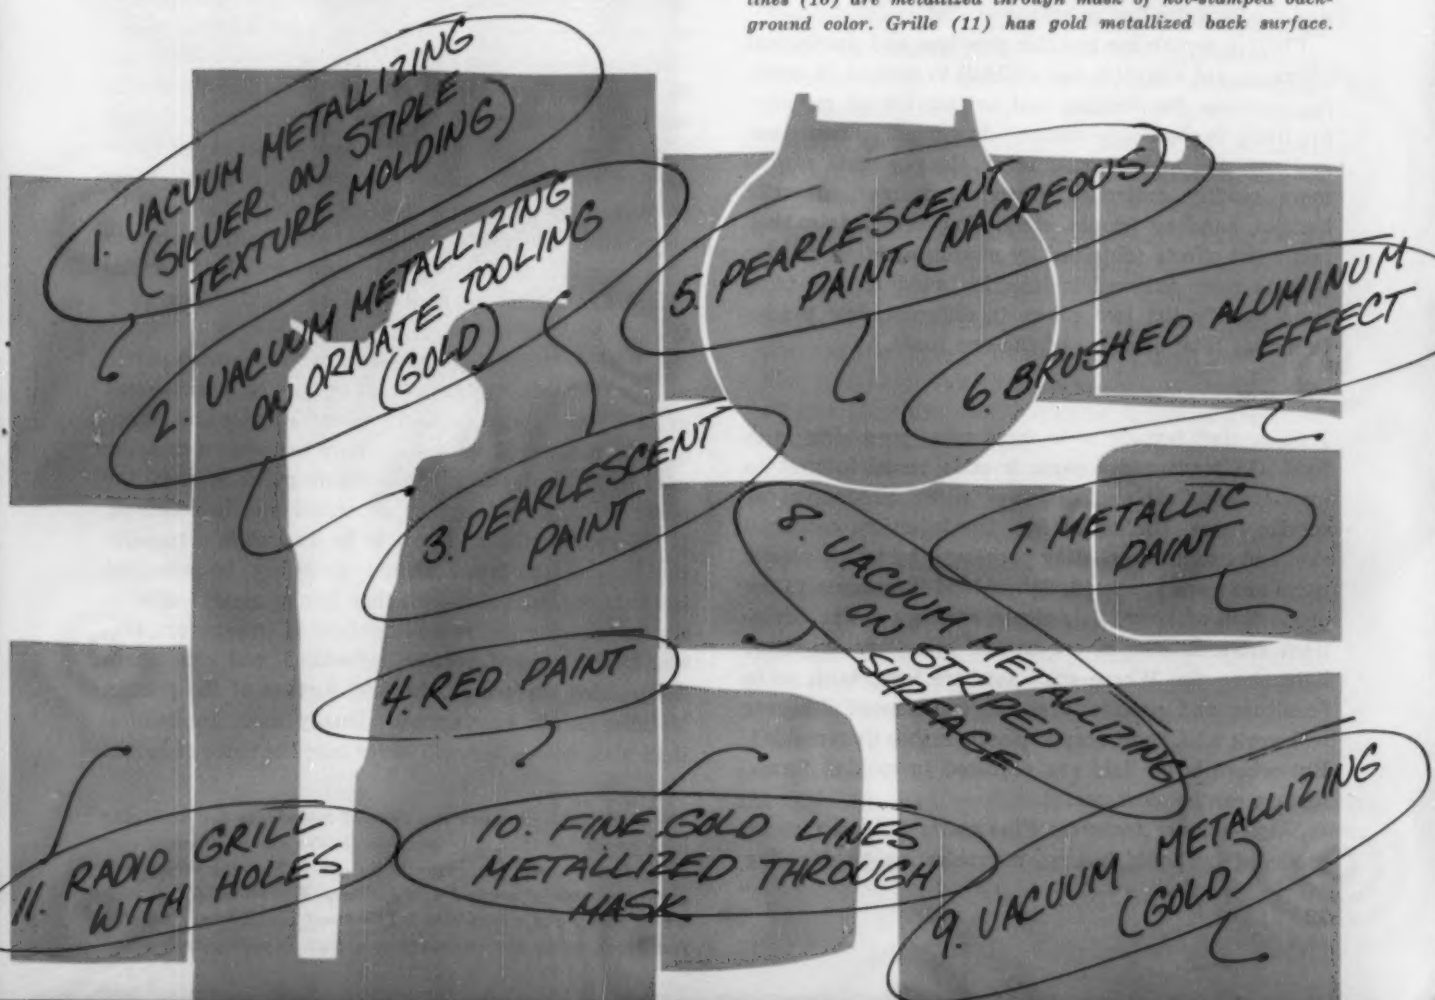 lines (10) are metallized through mask of hot-stamped back-
ground color. Grille (11) has gold metallized back surface.
1. VACUUM METALLIZING
(SILVER ON STIPLE
TEXTURE MOLDING)
2. VACUUM METALLIZING
ON ORNATE TOOLING
(GOLD)
3. PEARLESCENT
PAINT
4. RED PAINT
5. PEARLESCENT
PAINT (NACREOUS)
6. BRUSHED ALUMINUM
EFFECT
7. METALLIC
PAINT
8. VACUUM METALIZING
ON STRIPED
SURFACE
9. VACUUM METALLIZING
(GOLD)
10. FINE GOLD LINES
METALLIZED THROUGH
MASK
11. RADIO GRILL
WITH HOLES